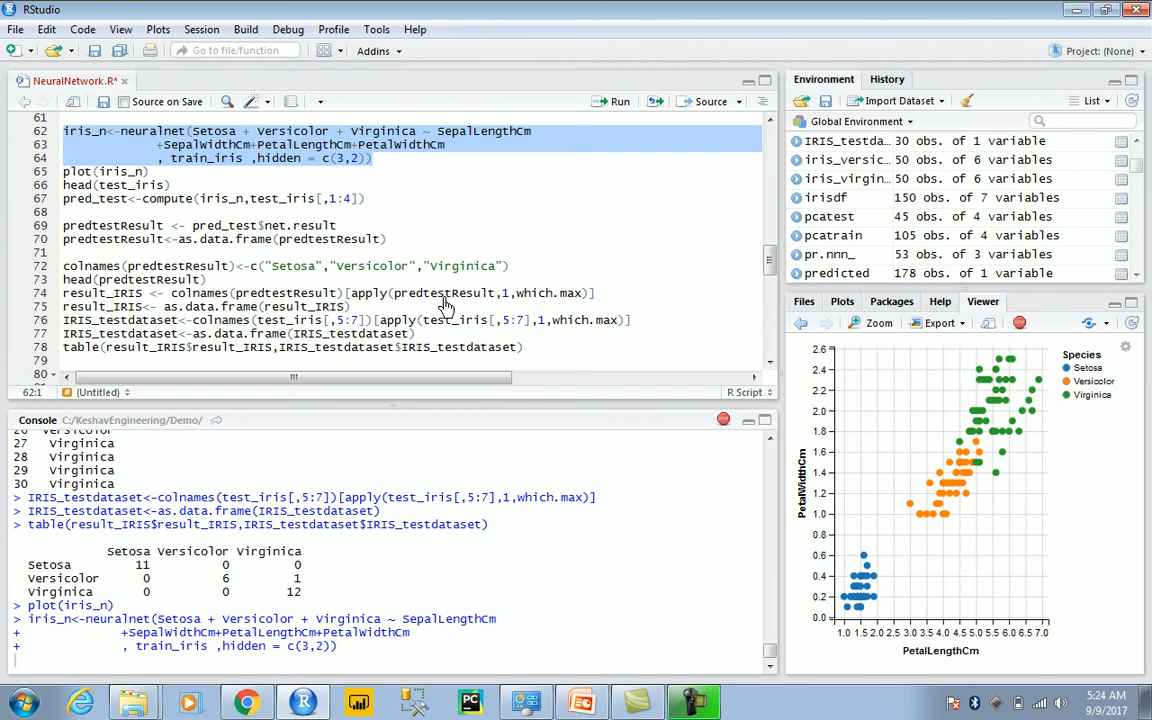 RStudio
File Edit Code View Plots Session Build Debug Profile Tools Help
Go to file/function Addins Project: (None)
NeuralNetwork.R*
Source on Save Run Source
61
62 iris_n<-neuralnet(Setosa + Versicolor + Virginica ~ SepalLengthCm
63 +SepalWidthCm+PetalLengthCm+PetalWidthCm
64 , train_iris ,hidden = c(3,2))
65 plot(iris_n)
66 head(test_iris)
67 pred_test<-compute(iris_n,test_iris[,1:4])
68
69 predtestResult <- pred_test$net.result
70 predtestResult<-as.data.frame(predtestResult)
71
72 colnames(predtestResult)<-c("Setosa","Versicolor","Virginica")
73 head(predtestResult)
74 result_IRIS <- colnames(predtestResult)[apply(predtestResult,1,which.max)]
75 result_IRIS<- as.data.frame(result_IRIS)
76 IRIS_testdataset<-colnames(test_iris[,5:7])[apply(test_iris[,5:7],1,which.max)]
77 IRIS_testdataset<-as.data.frame(IRIS_testdataset)
78 table(result_IRIS$result_IRIS,IRIS_testdataset$IRIS_testdataset)
79
80
62:1 (Untitled) R Script
Console C:/KeshavEngineering/Demo/
26 Versicolor
27 Virginica
28 Virginica
29 Virginica
30 Virginica
> IRIS_testdataset<-colnames(test_iris[,5:7])[apply(test_iris[,5:7],1,which.max)]
> IRIS_testdataset<-as.data.frame(IRIS_testdataset)
> table(result_IRIS$result_IRIS,IRIS_testdataset$IRIS_testdataset)
Setosa Versicolor Virginica
Setosa 11 0 0
Versicolor 0 6 1
Virginica 0 0 12
> plot(iris_n)
> iris_n<-neuralnet(Setosa + Versicolor + Virginica ~ SepalLengthCm
+ +SepalWidthCm+PetalLengthCm+PetalWidthCm
+ , train_iris ,hidden = c(3,2))
Environment History
Import Dataset List
Global Environment
IRIS_testda... 30 obs. of 1 variable
iris_versic... 50 obs. of 6 variables
iris_virgin... 50 obs. of 6 variables
irisdf 150 obs. of 7 variables
pcatest 45 obs. of 4 variables
pcatrain 105 obs. of 4 variables
pr.nnn_ 53 obs. of 3 variables
predicted 178 obs. of 1 variable
Files Plots Packages Help Viewer
Zoom Export
2.6
2.4
2.2
2.0
1.8
1.6
1.4
1.2
1.0
0.8
0.6
0.4
0.2
0.0
PetalWidthCm
1.0 1.5 2.0 2.5 3.0 3.5 4.0 4.5 5.0 5.5 6.0 6.5 7.0
PetalLengthCm
Species
Setosa
Versicolor
Virginica
PC
5:24 AM
9/9/2017